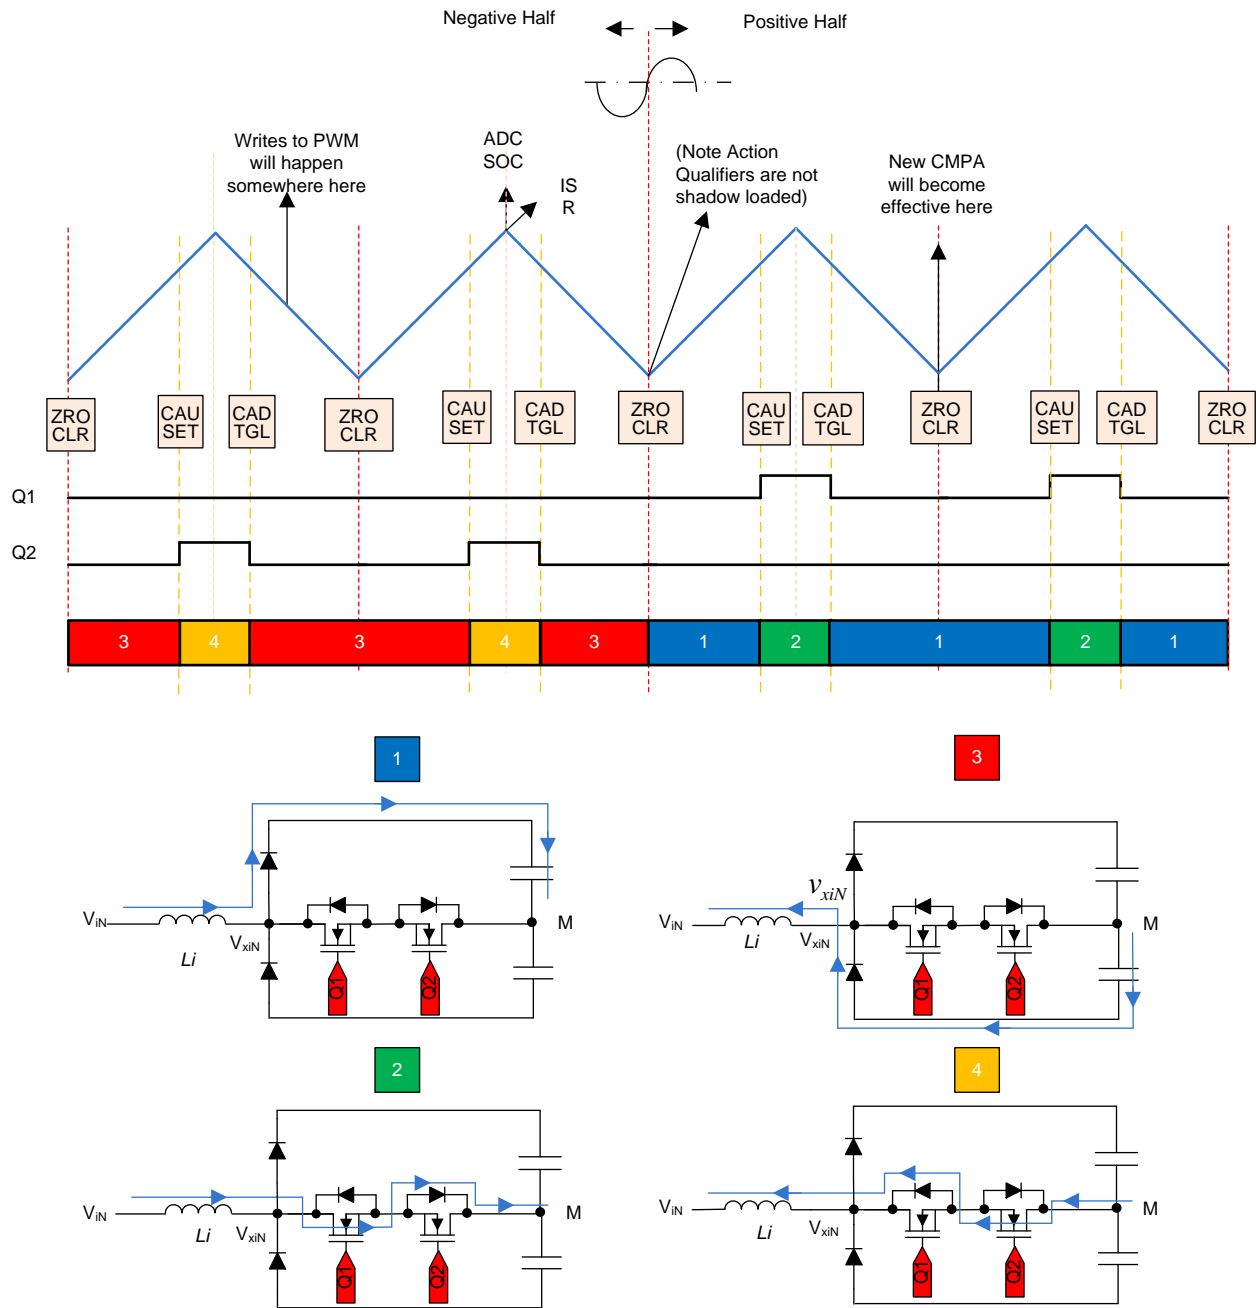 Negative Half
Positive Half
Writes to PWM
will happen
somewhere here
ADC
SOC
IS
R
(Note Action
Qualifiers are not
shadow loaded)
New CMPA
will become
effective here
ZRO
CLR
CAU
SET
CAD
TGL
ZRO
CLR
CAU
SET
CAD
TGL
ZRO
CLR
CAU
SET
CAD
TGL
ZRO
CLR
CAU
SET
CAD
TGL
ZRO
CLR
Q1
Q2
3 4 3 4 3 1 2 1 2 1
1
ViN
Li
VxiN
Q1
Q2
M
3
vxiN
ViN
Li
VxiN
Q1
Q2
M
2
ViN
Li
VxiN
Q1
Q2
M
4
ViN
Li
VxiN
Q1
Q2
M